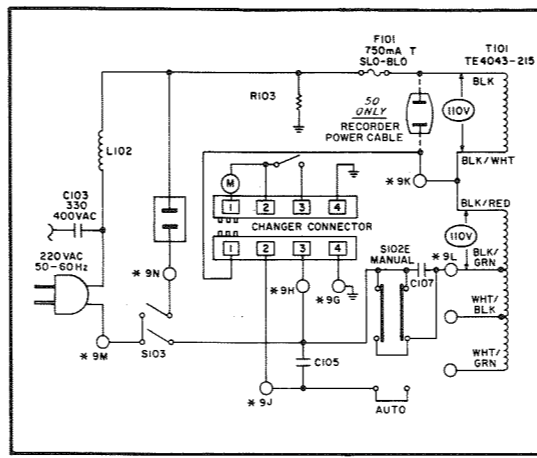 F101
750mA T
SLO-BLO
T101
TE4043-215
BLK
R103
50
ONLY
RECORDER
POWER CABLE
110V
L102
BLK/WHT
* 9K
M
C103
330
400VAC
1 2 3 4
CHANGER CONNECTOR
1 2 3 4
BLK/RED
110V
S102E
MANUAL
* 9L
BLK/
GRN
C107
220 VAC
50-60Hz
* 9N
* 9H
* 9G
WHT/
BLK
* 9M
S103
C105
WHT/
GRN
* 9J
AUTO